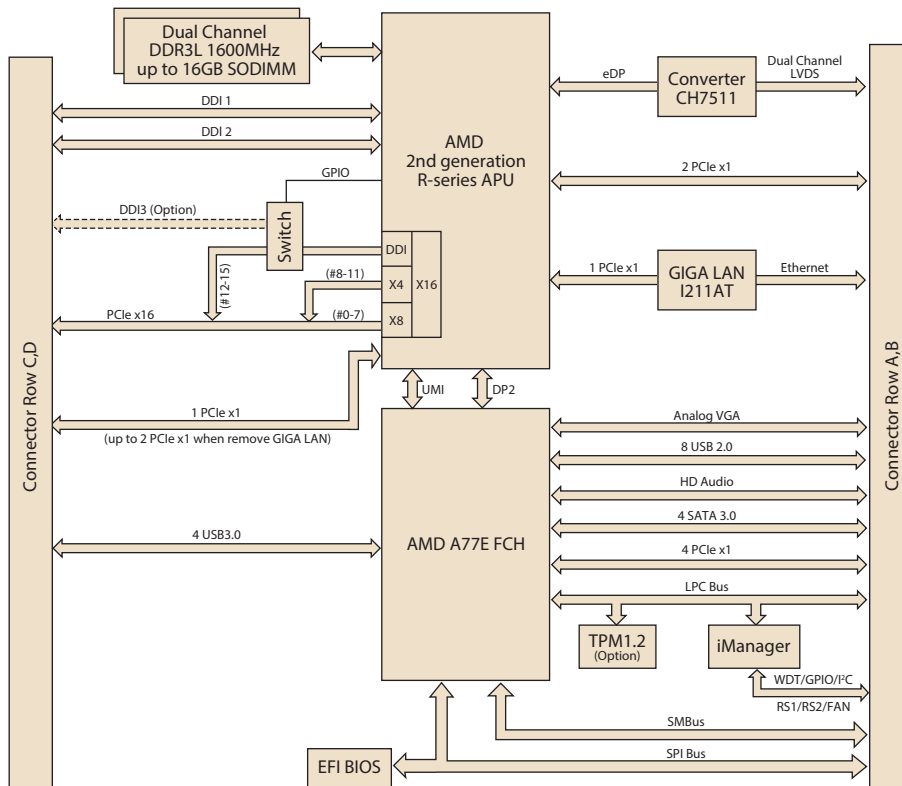 Dual Channel
DDR3L 1600MHz
up to 16GB SODIMM
AMD
2nd generation
R-series APU
eDP
Converter
CH7511
Dual Channel
LVDS
DDI 1
DDI 2
GPIO
2 PCIe x1
DDI3 (Option)
Switch
DDI
X4
X8
X16
(#12-15)
(#8-11)
(#0-7)
PCIe x16
1 PCIe x1
GIGA LAN
I211AT
Ethernet
Connector Row C,D
Connector Row A,B
1 PCIe x1
(up to 2 PCIe x1 when remove GIGA LAN)
UMI
DP2
AMD A77E FCH
4 USB3.0
Analog VGA
8 USB 2.0
HD Audio
4 SATA 3.0
4 PCIe x1
LPC Bus
TPM1.2
(Option)
iManager
WDT/GPIO/I²C
RS1/RS2/FAN
SMBus
SPI Bus
EFI BIOS